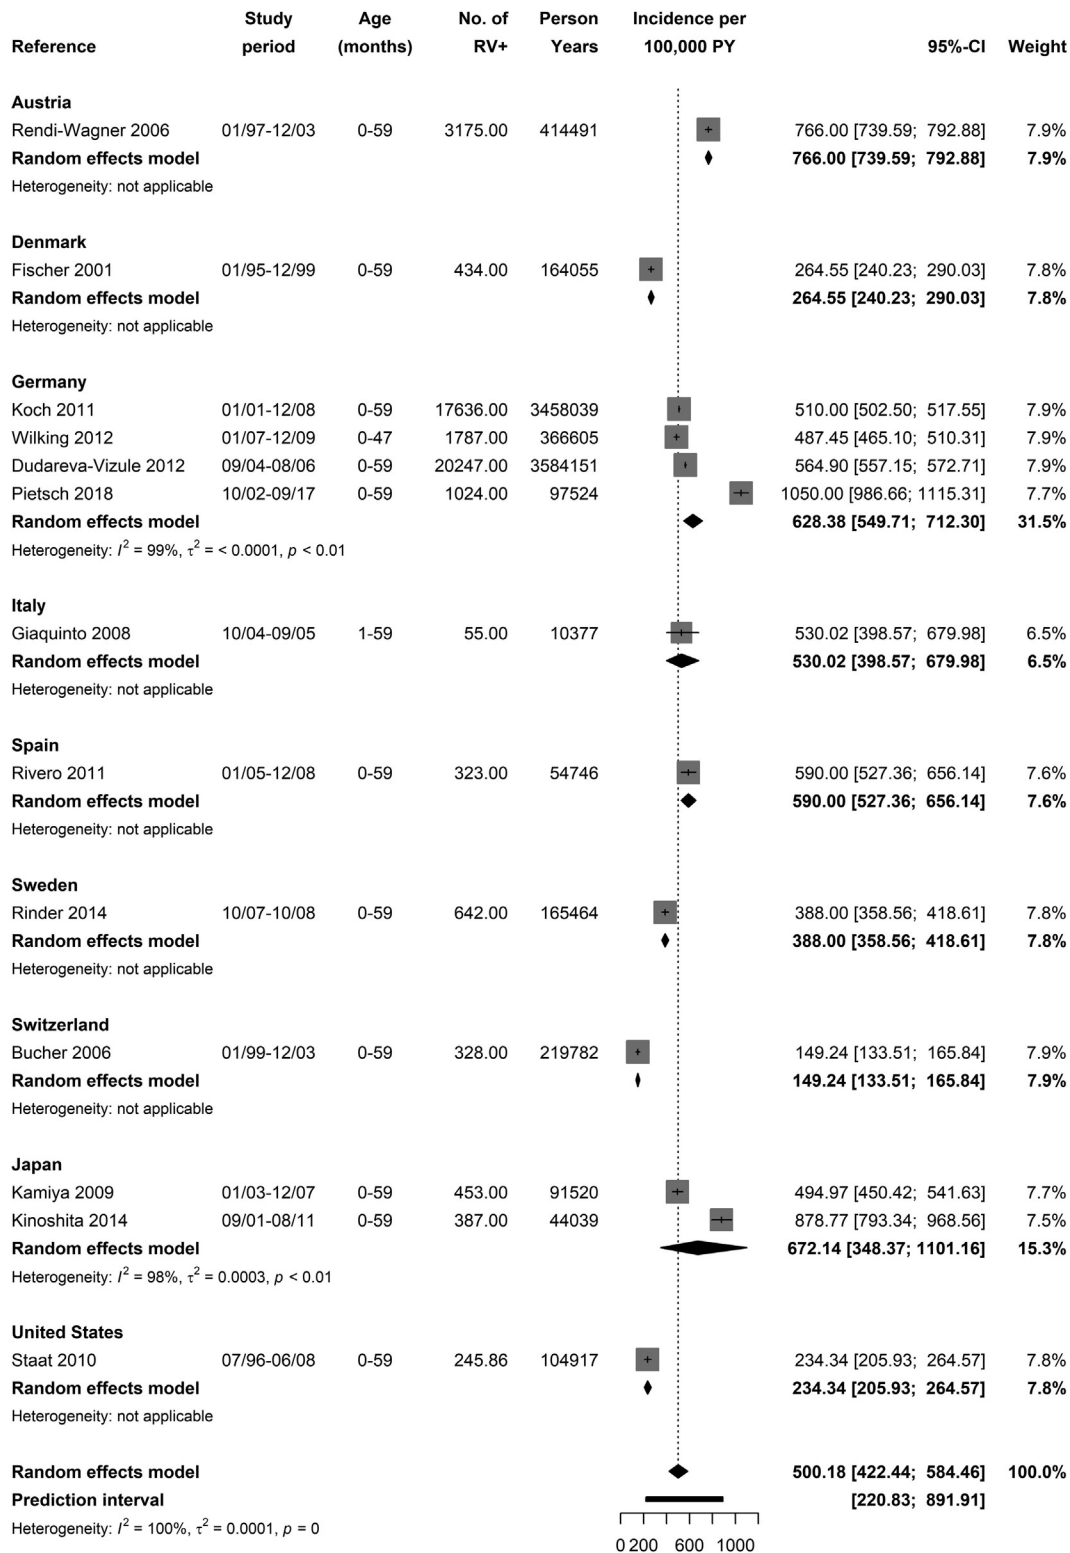 Study Age No. of Person Incidence per
Reference period (months) RV+ Years 100,000 PY 95%-CI Weight
Austria
Rendi-Wagner 2006 01/97-12/03 0-59 3175.00 414491 766.00 [739.59; 792.88] 7.9%
Random effects model 766.00 [739.59; 792.88] 7.9%
Heterogeneity: not applicable
Denmark
Fischer 2001 01/95-12/99 0-59 434.00 164055 264.55 [240.23; 290.03] 7.8%
Random effects model 264.55 [240.23; 290.03] 7.8%
Heterogeneity: not applicable
Germany
Koch 2011 01/01-12/08 0-59 17636.00 3458039 510.00 [502.50; 517.55] 7.9%
Wilking 2012 01/07-12/09 0-47 1787.00 366605 487.45 [465.10; 510.31] 7.9%
Dudareva-Vizule 2012 09/04-08/06 0-59 20247.00 3584151 564.90 [557.15; 572.71] 7.9%
Pietsch 2018 10/02-09/17 0-59 1024.00 97524 1050.00 [986.66; 1115.31] 7.7%
Random effects model 628.38 [549.71; 712.30] 31.5%
Heterogeneity: I² = 99%, τ² = < 0.0001, p < 0.01
Italy
Giaquinto 2008 10/04-09/05 1-59 55.00 10377 530.02 [398.57; 679.98] 6.5%
Random effects model 530.02 [398.57; 679.98] 6.5%
Heterogeneity: not applicable
Spain
Rivero 2011 01/05-12/08 0-59 323.00 54746 590.00 [527.36; 656.14] 7.6%
Random effects model 590.00 [527.36; 656.14] 7.6%
Heterogeneity: not applicable
Sweden
Rinder 2014 10/07-10/08 0-59 642.00 165464 388.00 [358.56; 418.61] 7.8%
Random effects model 388.00 [358.56; 418.61] 7.8%
Heterogeneity: not applicable
Switzerland
Bucher 2006 01/99-12/03 0-59 328.00 219782 149.24 [133.51; 165.84] 7.9%
Random effects model 149.24 [133.51; 165.84] 7.9%
Heterogeneity: not applicable
Japan
Kamiya 2009 01/03-12/07 0-59 453.00 91520 494.97 [450.42; 541.63] 7.7%
Kinoshita 2014 09/01-08/11 0-59 387.00 44039 878.77 [793.34; 968.56] 7.5%
Random effects model 672.14 [348.37; 1101.16] 15.3%
Heterogeneity: I² = 98%, τ² = 0.0003, p < 0.01
United States
Staat 2010 07/96-06/08 0-59 245.86 104917 234.34 [205.93; 264.57] 7.8%
Random effects model 234.34 [205.93; 264.57] 7.8%
Heterogeneity: not applicable
Random effects model 500.18 [422.44; 584.46] 100.0%
Prediction interval [220.83; 891.91]
Heterogeneity: I² = 100%, τ² = 0.0001, p = 0
0 200 600 1000